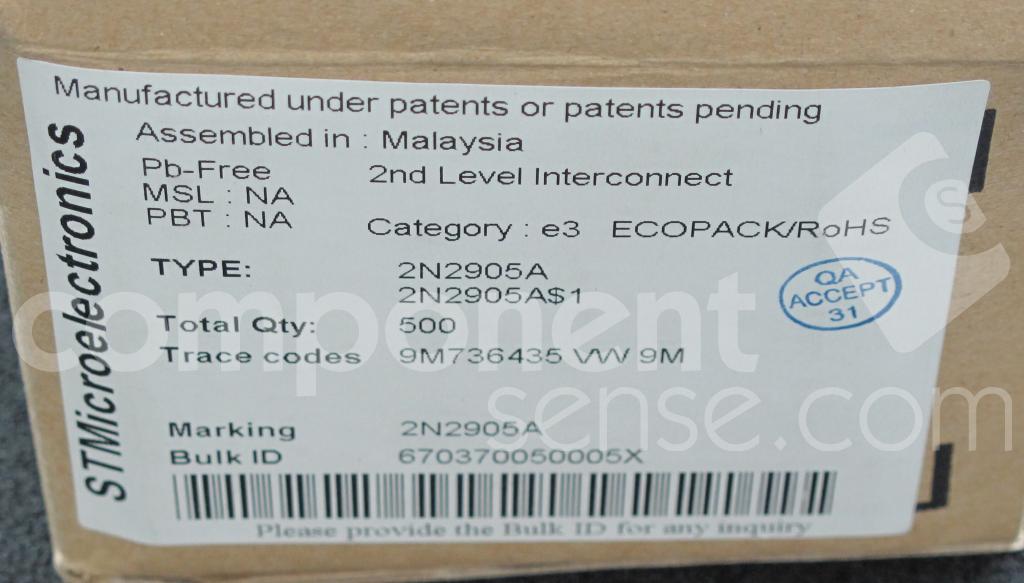 Manufactured under patents or patents pending
Assembled in : Malaysia
Pb-Free 2nd Level Interconnect
MSL : NA
PBT : NA Category : e3 ECOPACK/RoHS
TYPE: 2N2905A
2N2905A$1
Total Qty: 500
Trace codes 9M736435 VW 9M
Marking 2N2905A
Bulk ID 670370050005X
Please provide the Bulk ID for any inquiry
STMicroelectronics
QA
ACCEPT
31
component
sense.com
cs